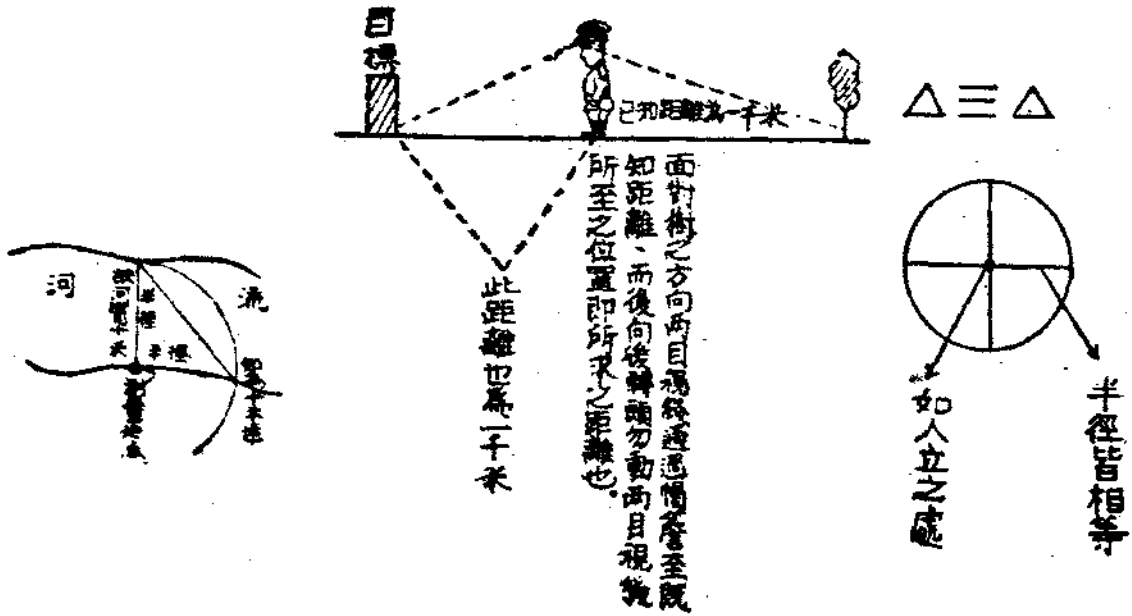 目標
已知距離為一千米
△≡△
面對樹之方向兩目視線通過帽簷至既
知距離、而後向後轉頭勿動兩目視線
所至之位置即所求之距離也。
此距離也為一千米
半徑皆相等
如人立之處
河
流
半徑
半徑